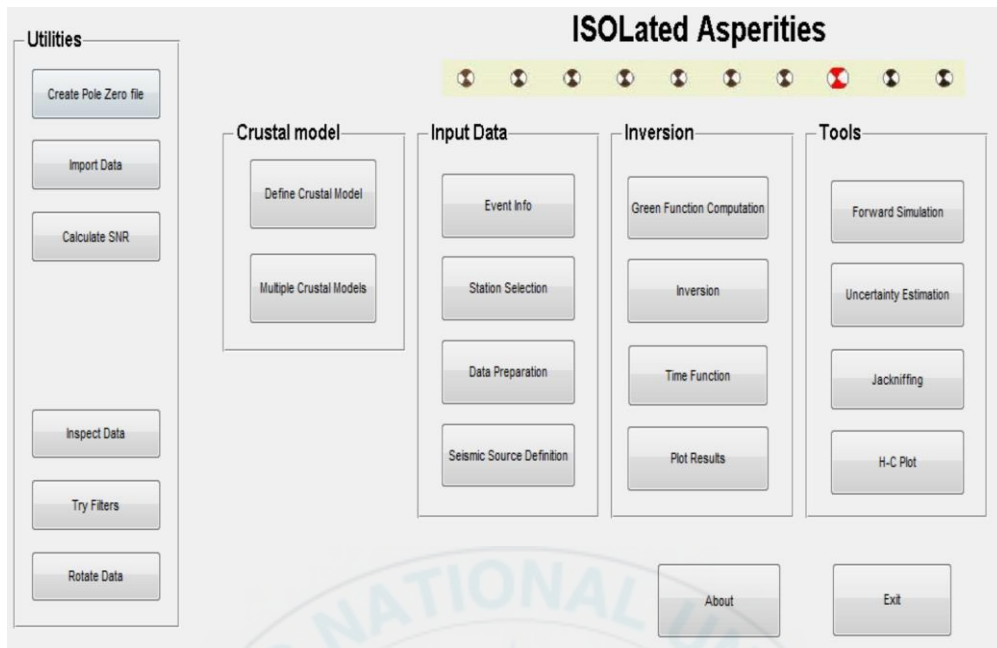 ISOLated Asperities
Utilities
Create Pole Zero file
Import Data
Calculate SNR
Inspect Data
Try Filters
Rotate Data
Crustal model
Define Crustal Model
Multiple Crustal Models
Input Data
Event Info
Station Selection
Data Preparation
Seismic Source Definition
Inversion
Green Function Computation
Inversion
Time Function
Plot Results
Tools
Forward Simulation
Uncertainty Estimation
Jackniffing
H-C Plot
About
Exit
NATIONAL